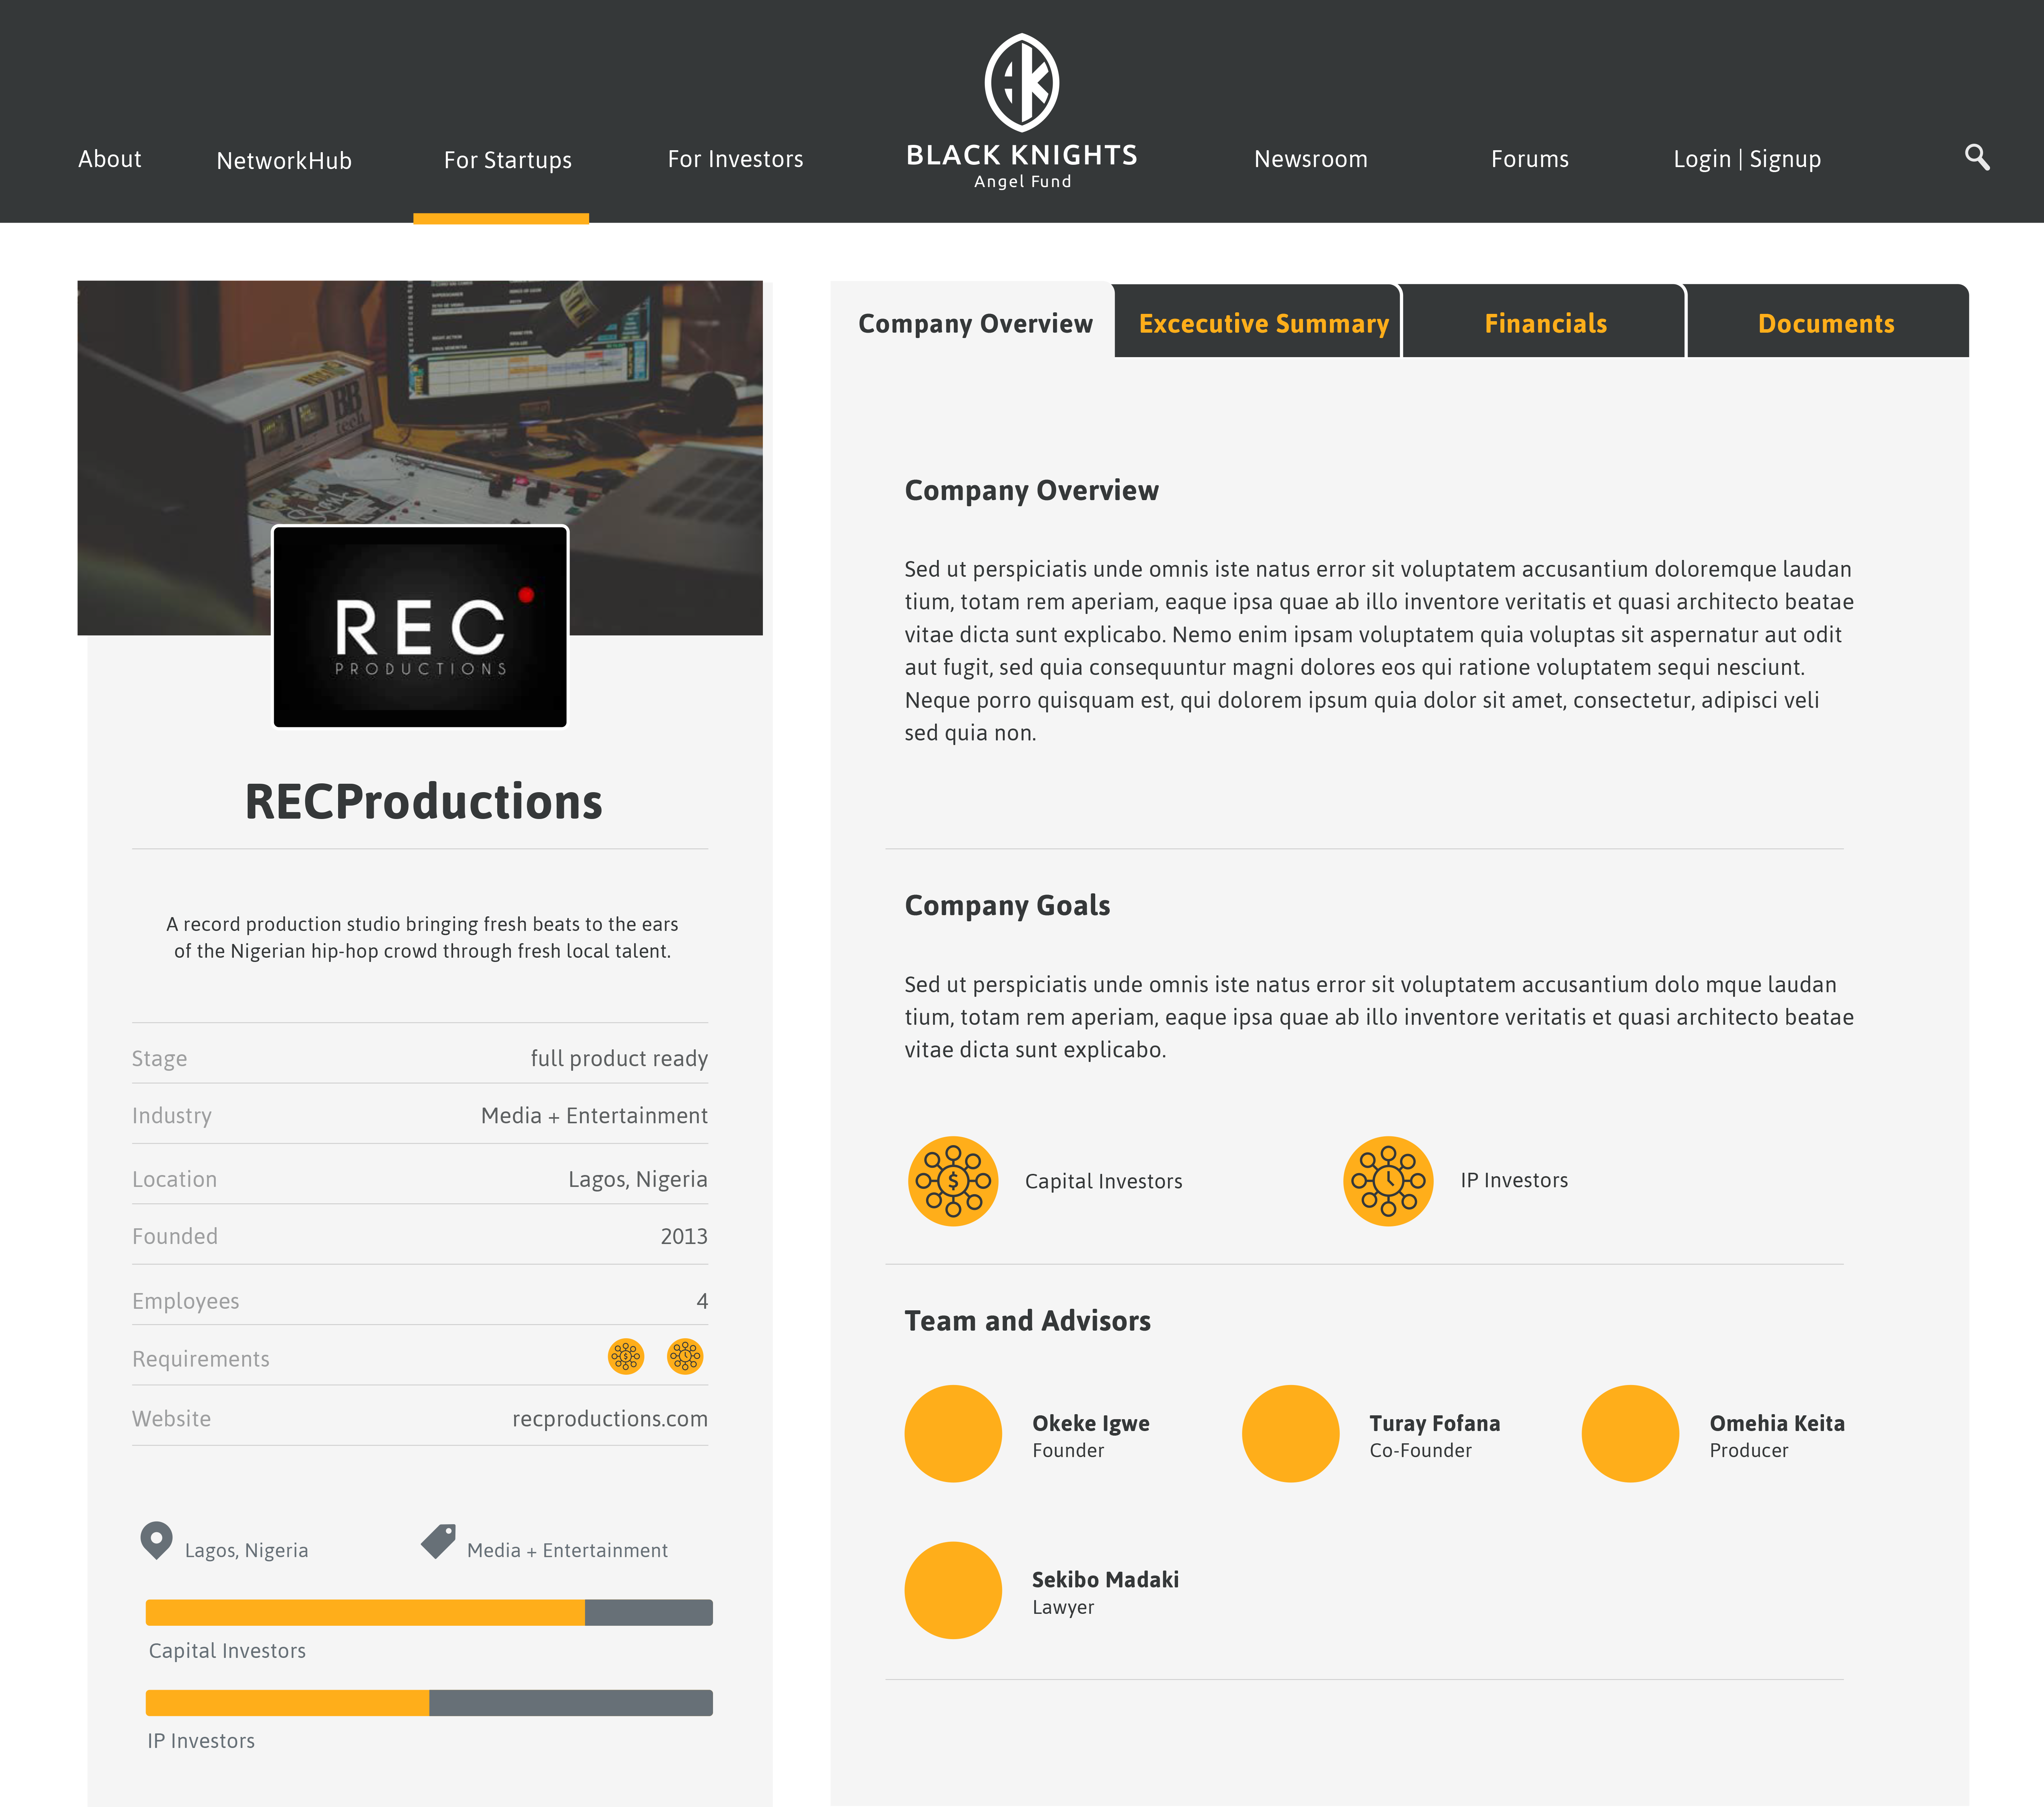 About
NetworkHub
For Startups
For Investors
BLACK KNIGHTS
Angel Fund
Newsroom
Forums
Login | Signup
BB
tech
REC
PRODUCTIONS
RECProductions
A record production studio bringing fresh beats to the ears
of the Nigerian hip-hop crowd through fresh local talent.
Stage
full product ready
Industry
Media + Entertainment
Location
Lagos, Nigeria
Founded
2013
Employees
4
Requirements
Website
recproductions.com
Lagos, Nigeria
Media + Entertainment
Capital Investors
IP Investors
Company Overview
Excecutive Summary
Financials
Documents
Company Overview
Sed ut perspiciatis unde omnis iste natus error sit voluptatem accusantium doloremque laudan
tium, totam rem aperiam, eaque ipsa quae ab illo inventore veritatis et quasi architecto beatae
vitae dicta sunt explicabo. Nemo enim ipsam voluptatem quia voluptas sit aspernatur aut odit
aut fugit, sed quia consequuntur magni dolores eos qui ratione voluptatem sequi nesciunt.
Neque porro quisquam est, qui dolorem ipsum quia dolor sit amet, consectetur, adipisci veli
sed quia non.
Company Goals
Sed ut perspiciatis unde omnis iste natus error sit voluptatem accusantium dolo mque laudan
tium, totam rem aperiam, eaque ipsa quae ab illo inventore veritatis et quasi architecto beatae
vitae dicta sunt explicabo.
Capital Investors
IP Investors
Team and Advisors
Okeke Igwe
Founder
Turay Fofana
Co-Founder
Omehia Keita
Producer
Sekibo Madaki
Lawyer